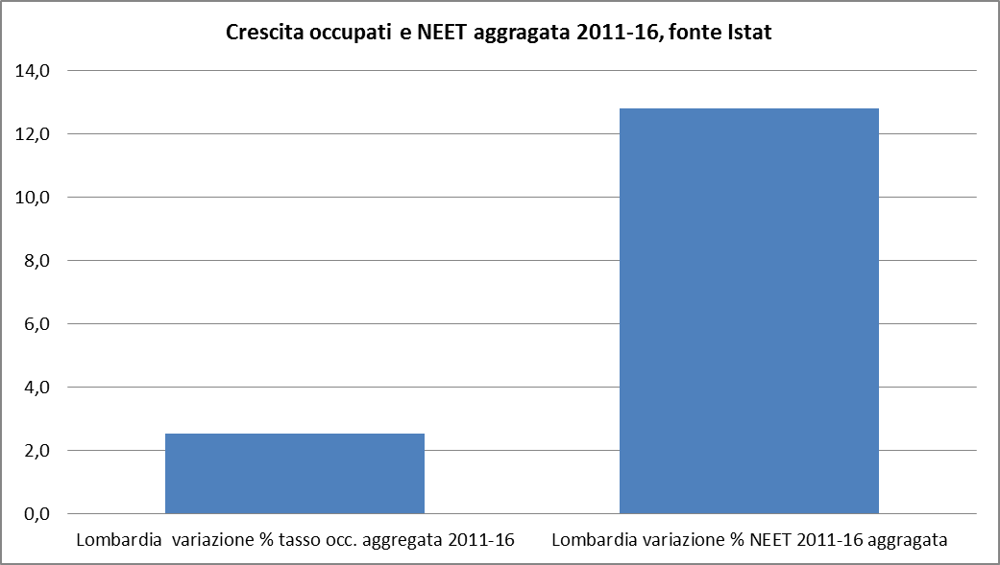 Crescita occupati e NEET aggragata 2011-16, fonte Istat
14,0
12,0
10,0
8,0
6,0
4,0
2,0
0,0
Lombardia variazione % tasso occ. aggregata 2011-16
Lombardia variazione % NEET 2011-16 aggragata